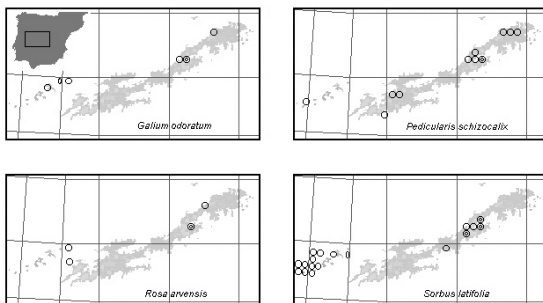 Galium odoratum
Pedicularis schizocalix
Rosa arvensis
Sorbus latifolia